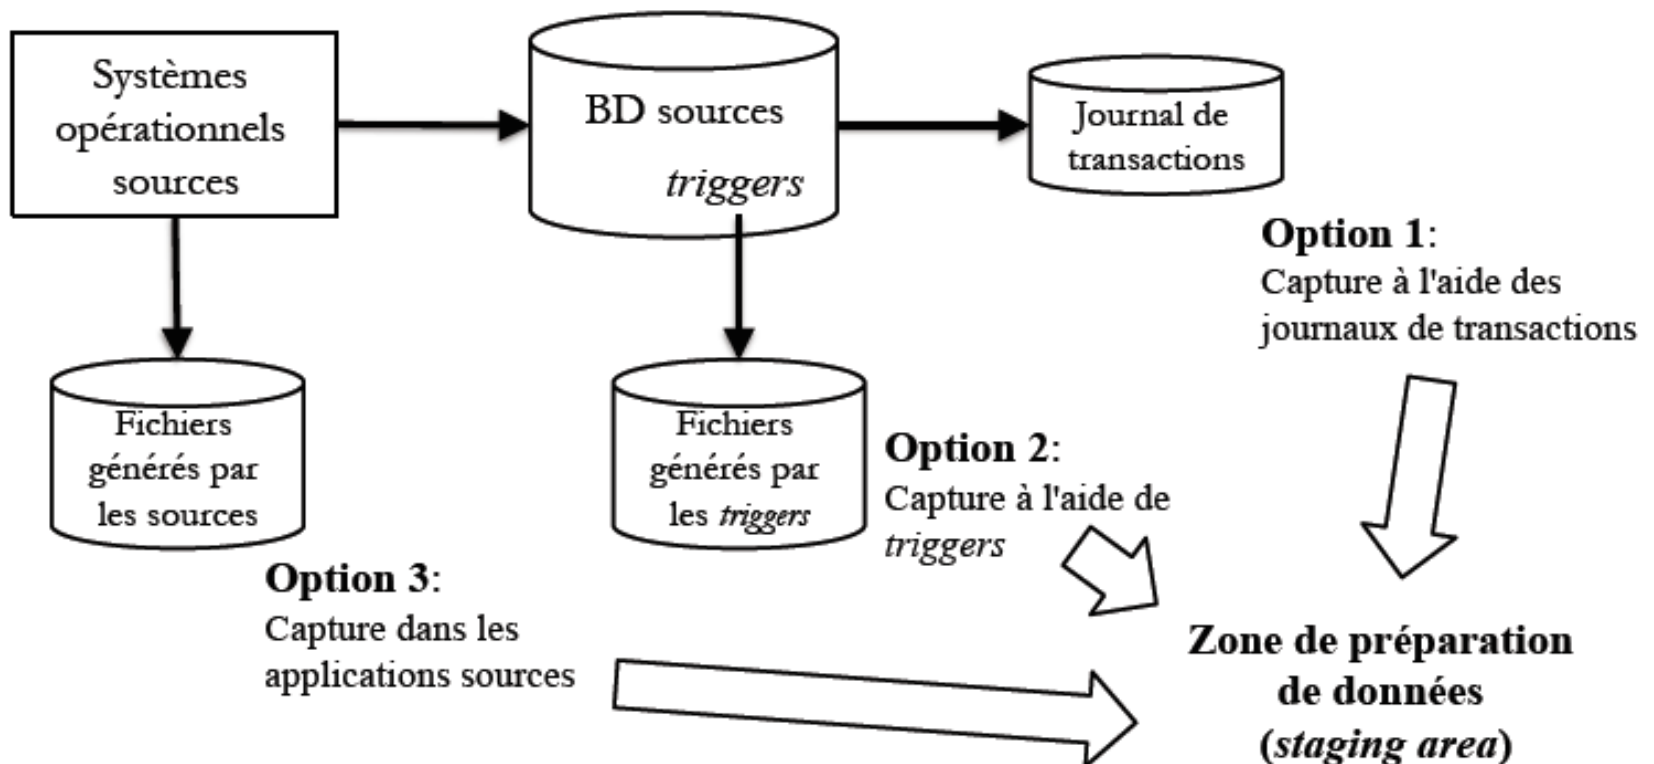 Systèmes
opérationnels
sources
BD sources
triggers
Journal de
transactions
Option 1:
Capture à l'aide des
journaux de transactions
Fichiers
générés par
les sources
Fichiers
générés par
les triggers
Option 2:
Capture à l'aide de
triggers
Option 3:
Capture dans les
applications sources
Zone de préparation
de données
(staging area)